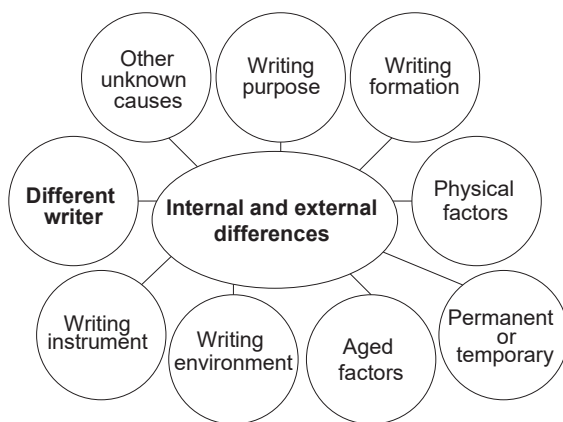 Other
unknown
causes
Writing
purpose
Writing
formation
Different
writer
Internal and external
differences
Physical
factors
Writing
instrument
Writing
environment
Aged
factors
Permanent
or
temporary